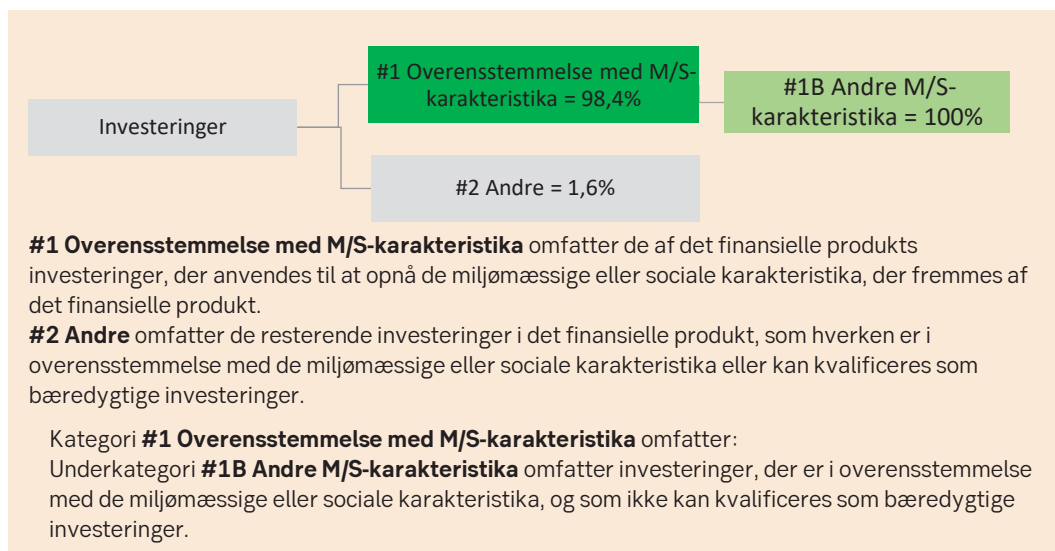 #1 Overensstemmelse med M/S-
karakteristika = 98,4%
#1B Andre M/S-
karakteristika = 100%
Investeringer
#2 Andre = 1,6%
#1 Overensstemmelse med M/S-karakteristika omfatter de af det finansielle produkts
investeringer, der anvendes til at opnå de miljømæssige eller sociale karakteristika, der fremmes af
det finansielle produkt.
#2 Andre omfatter de resterende investeringer i det finansielle produkt, som hverken er i
overensstemmelse med de miljømæssige eller sociale karakteristika eller kan kvalificeres som
bæredygtige investeringer.
Kategori #1 Overensstemmelse med M/S-karakteristika omfatter:
Underkategori #1B Andre M/S-karakteristika omfatter investeringer, der er i overensstemmelse
med de miljømæssige eller sociale karakteristika, og som ikke kan kvalificeres som bæredygtige
investeringer.